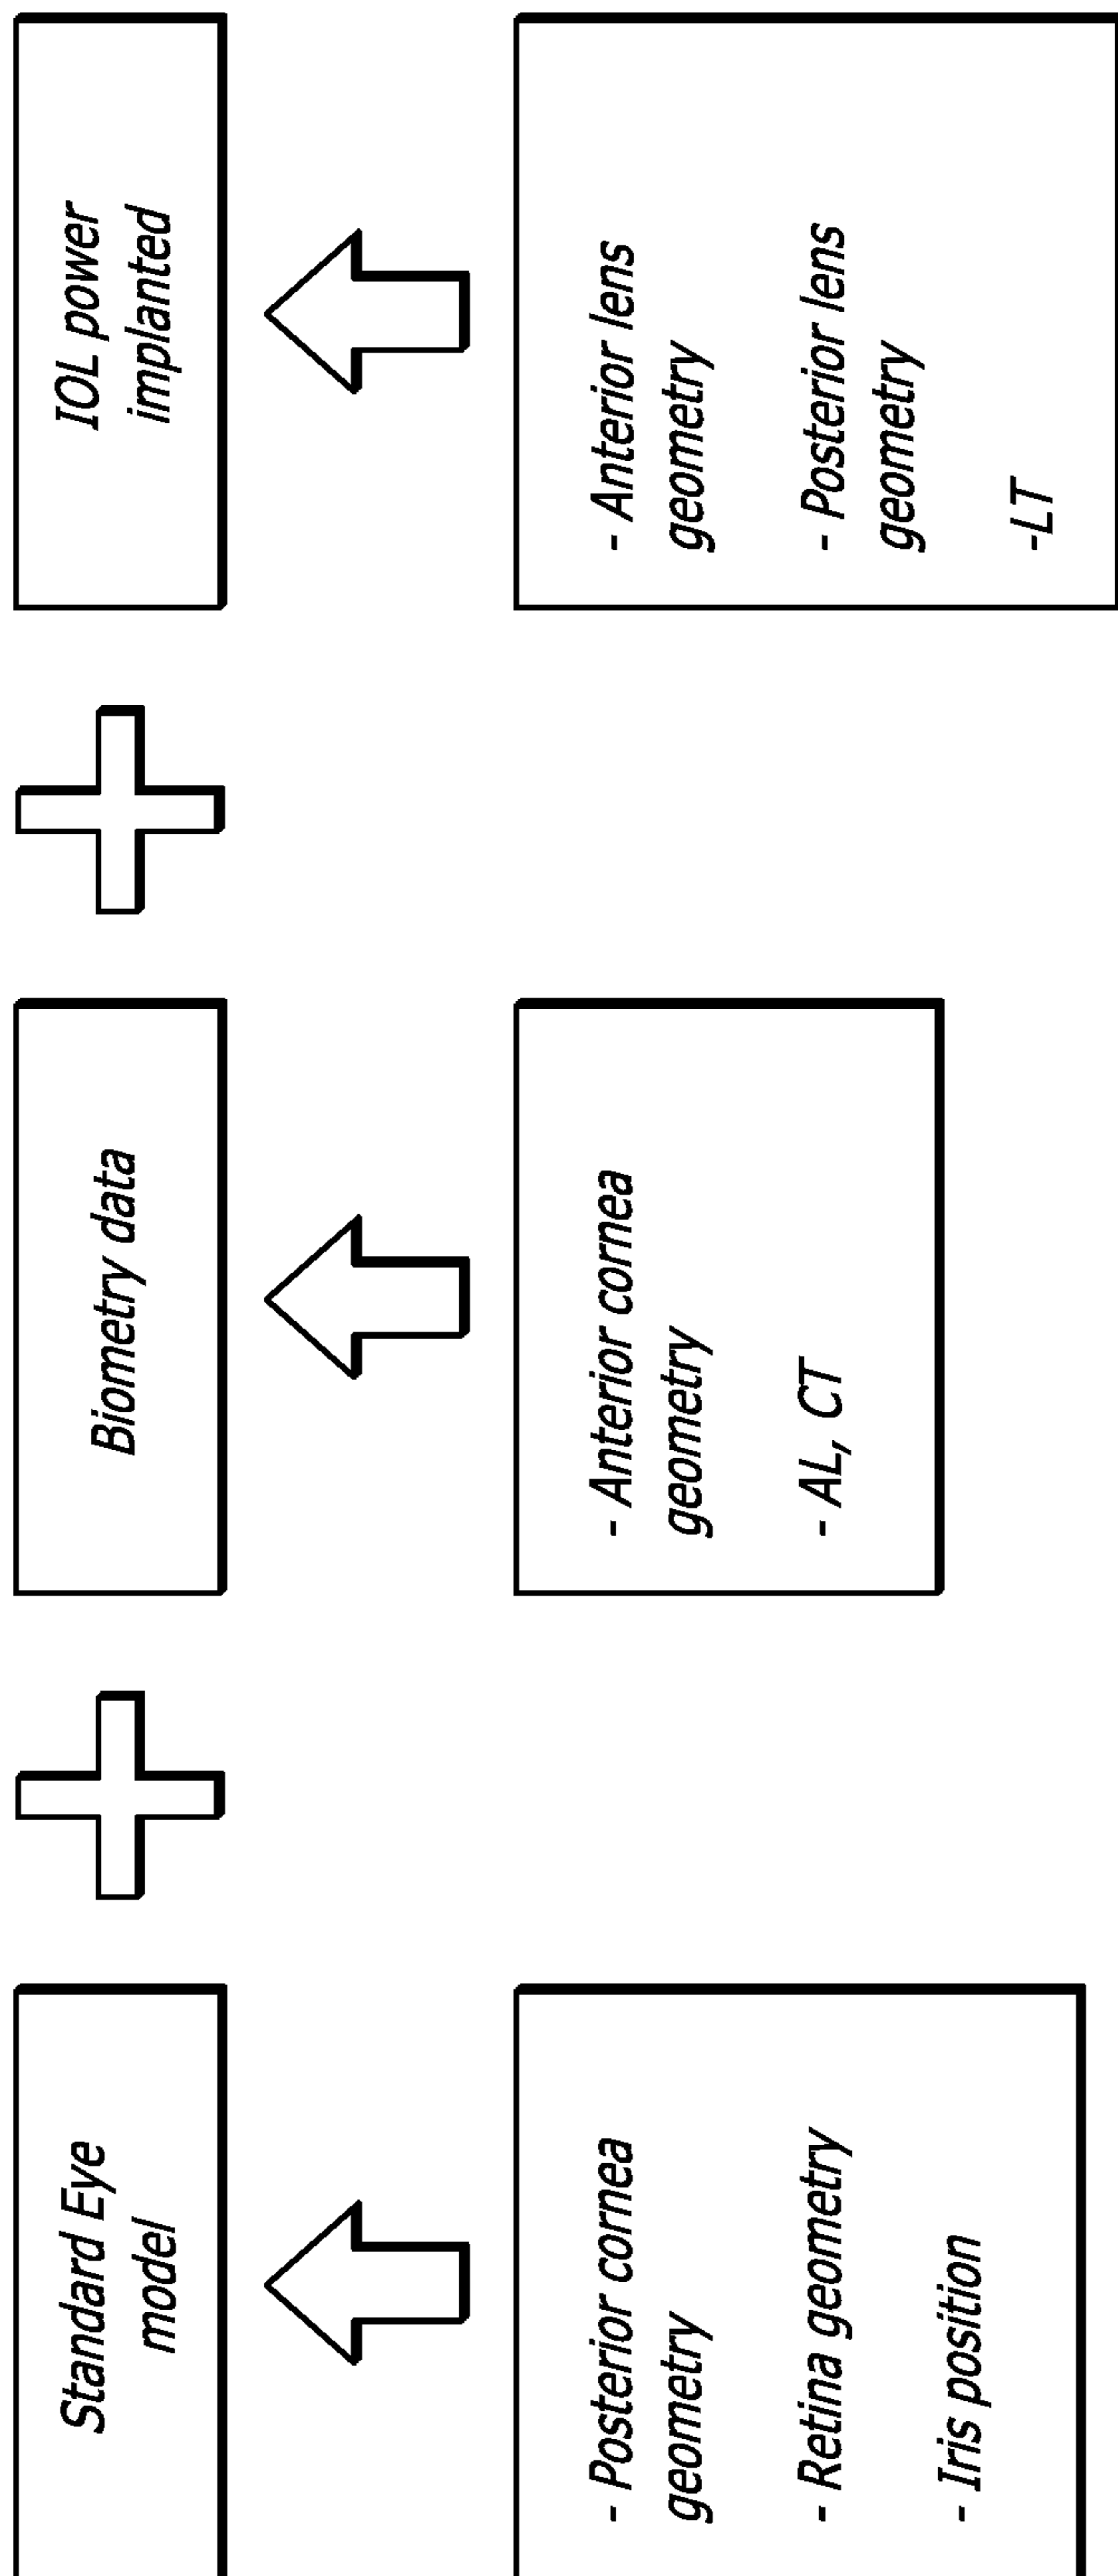 Standard Eye
model
- Posterior cornea
geometry
- Retina geometry
- Iris position
Biometry data
- Anterior cornea
geometry
- AL, CT
IOL power
implanted
- Anterior lens
geometry
- Posterior lens
geometry
-LT